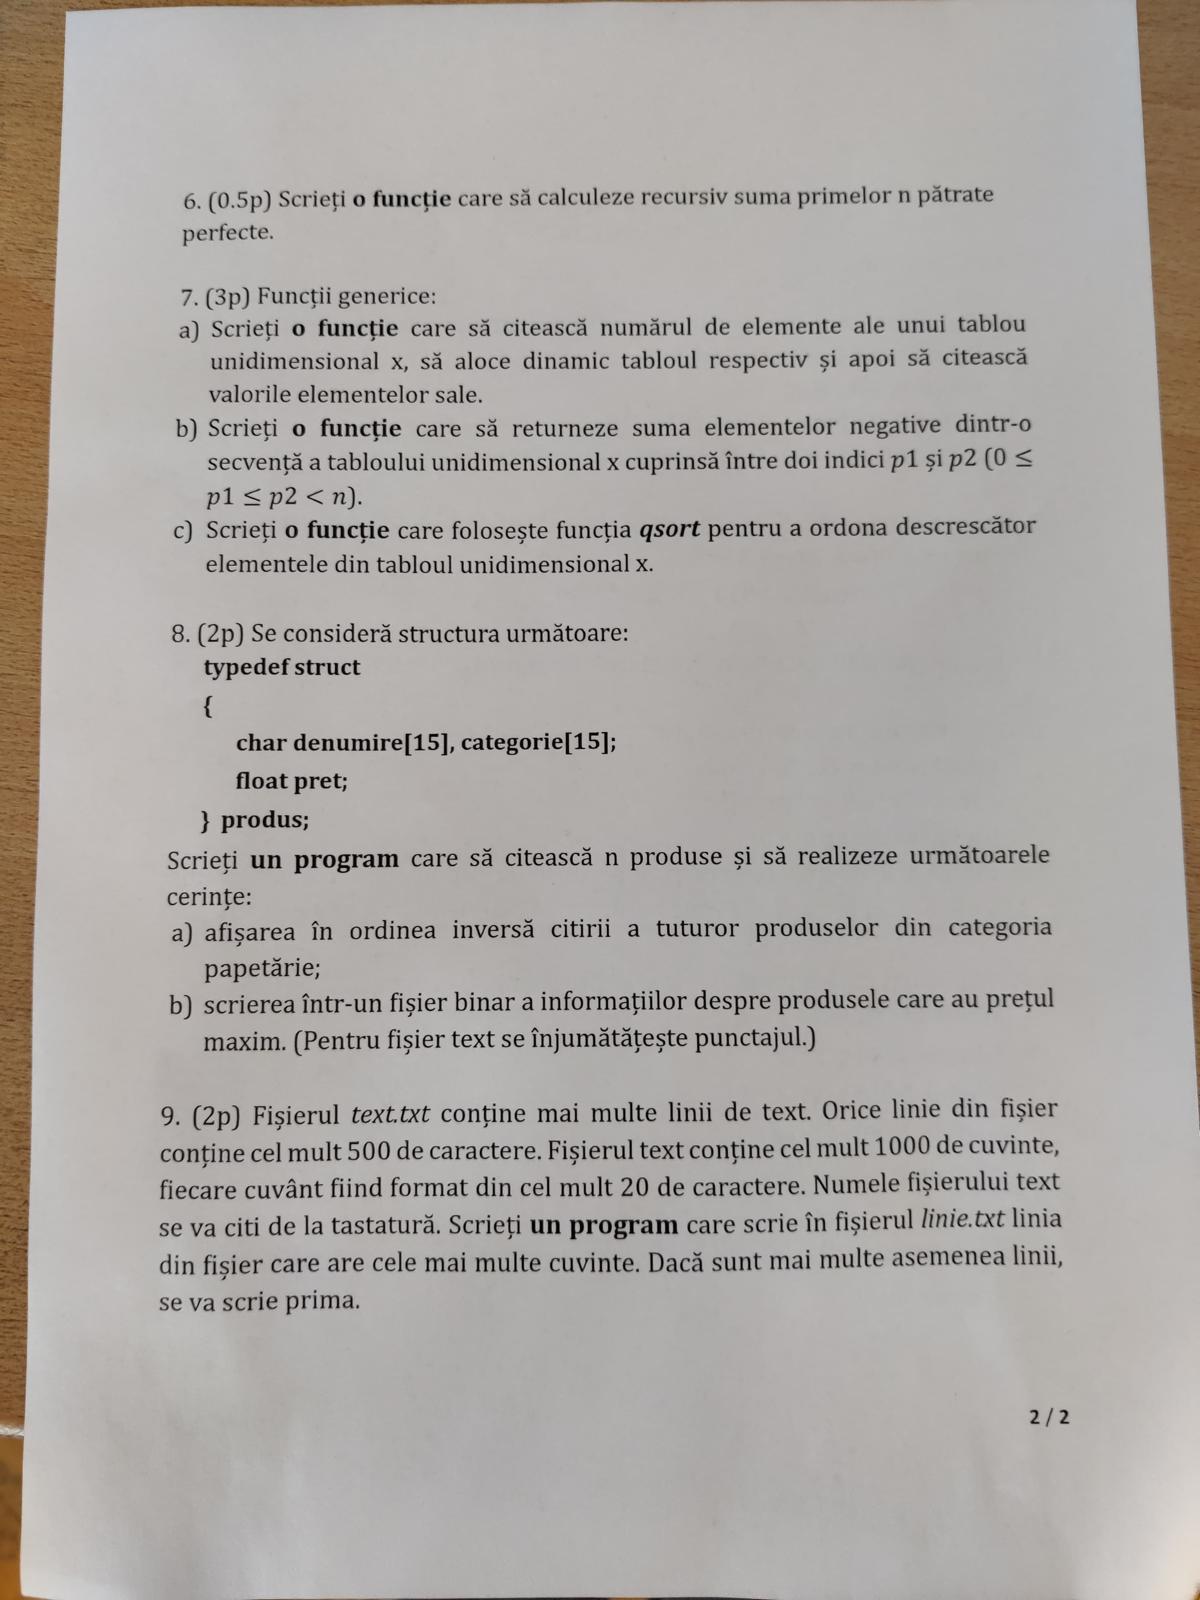 6. (0.5p) Scrieți o funcție care să calculeze recursiv suma primelor n pătrate
perfecte.
7. (3p) Funcții generice:
a) Scrieți o funcție care să citească numărul de elemente ale unui tablou
unidimensional x, să aloce dinamic tabloul respectiv și apoi să citească
valorile elementelor sale.
b) Scrieți o funcție care să returneze suma elementelor negative dintr-o
secvență a tabloului unidimensional x cuprinsă între doi indici p1 și p2 (0 ≤
p1 ≤ p2 < n).
c) Scrieți o funcție care folosește funcția qsort pentru a ordona descrescător
elementele din tabloul unidimensional x.
8. (2p) Se consideră structura următoare:
typedef struct
{
char denumire[15], categorie[15];
float pret;
} produs;
Scrieți un program care să citească n produse și să realizeze următoarele
cerințe:
a) afișarea în ordinea inversă citirii a tuturor produselor din categoria
papetărie;
b) scrierea într-un fișier binar a informațiilor despre produsele care au prețul
maxim. (Pentru fișier text se înjumătățește punctajul.)
9. (2p) Fișierul text.txt conține mai multe linii de text. Orice linie din fișier
conține cel mult 500 de caractere. Fișierul text conține cel mult 1000 de cuvinte,
fiecare cuvânt fiind format din cel mult 20 de caractere. Numele fișierului text
se va citi de la tastatură. Scrieți un program care scrie în fișierul linie.txt linia
din fișier care are cele mai multe cuvinte. Dacă sunt mai multe asemenea linii,
se va scrie prima.
2 / 2